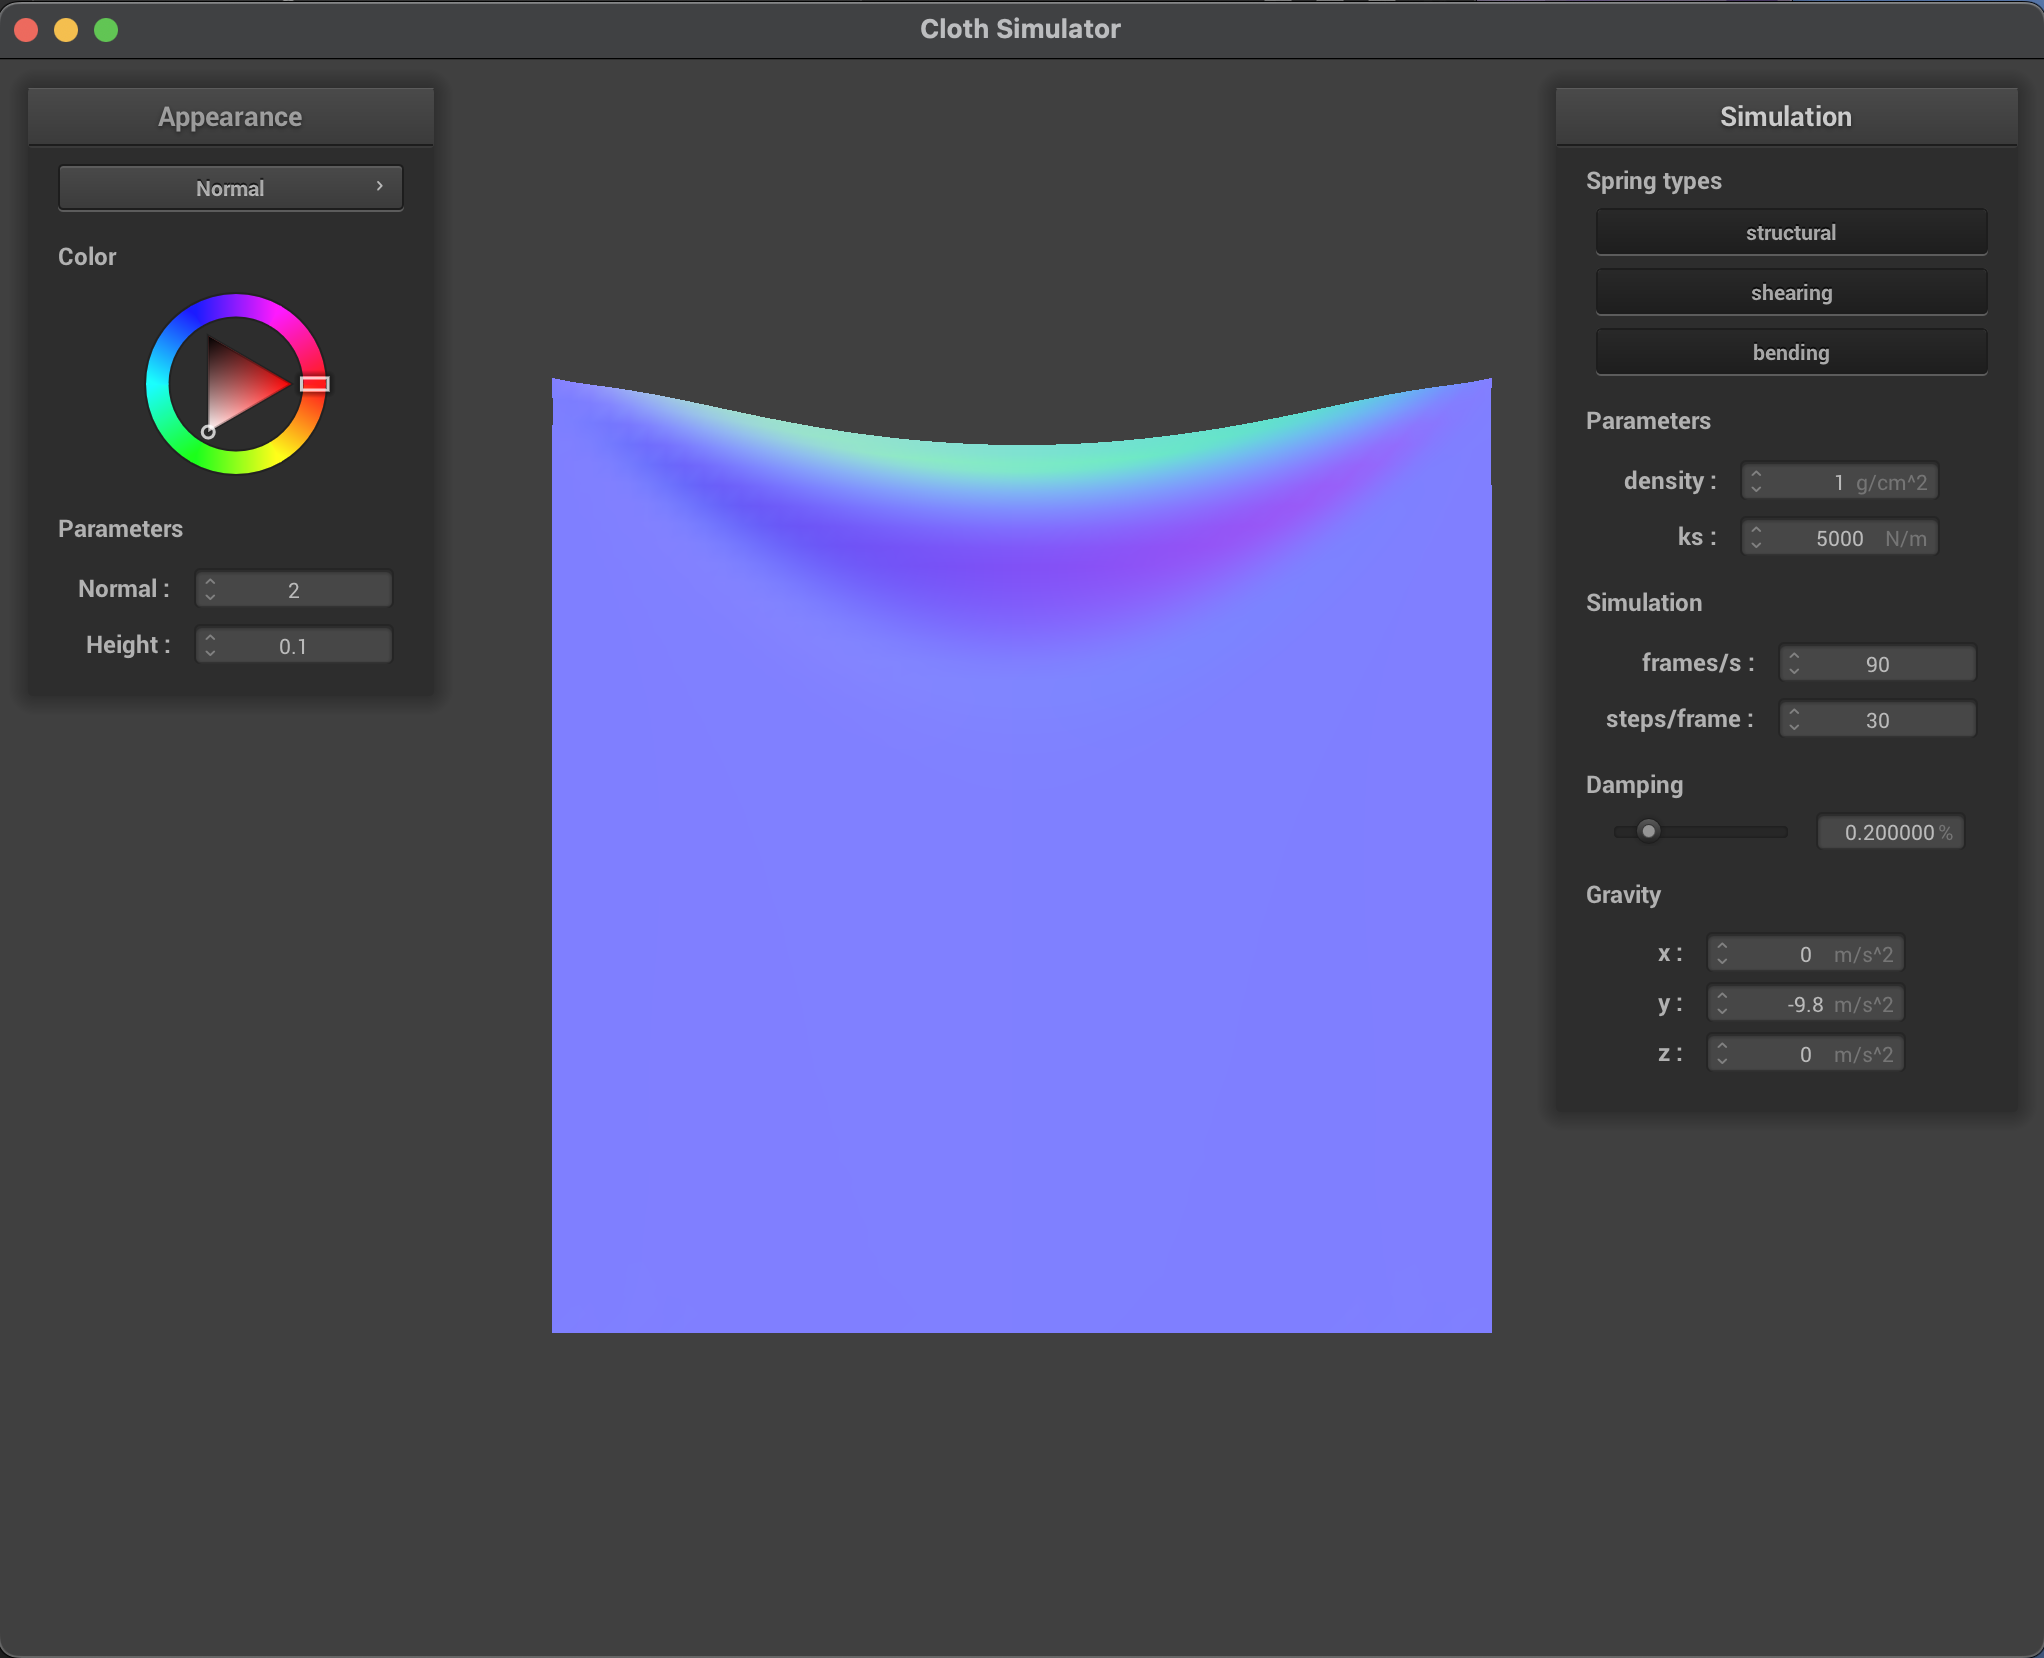 Cloth Simulator
Appearance
Normal
Color
Parameters
Normal : 2
Height : 0.1
Simulation
Spring types
structural
shearing
bending
Parameters
density : 1 g/cm^2
ks : 5000 N/m
Simulation
frames/s : 90
steps/frame : 30
Damping
0.200000 %
Gravity
x : 0 m/s^2
y : -9.8 m/s^2
z : 0 m/s^2